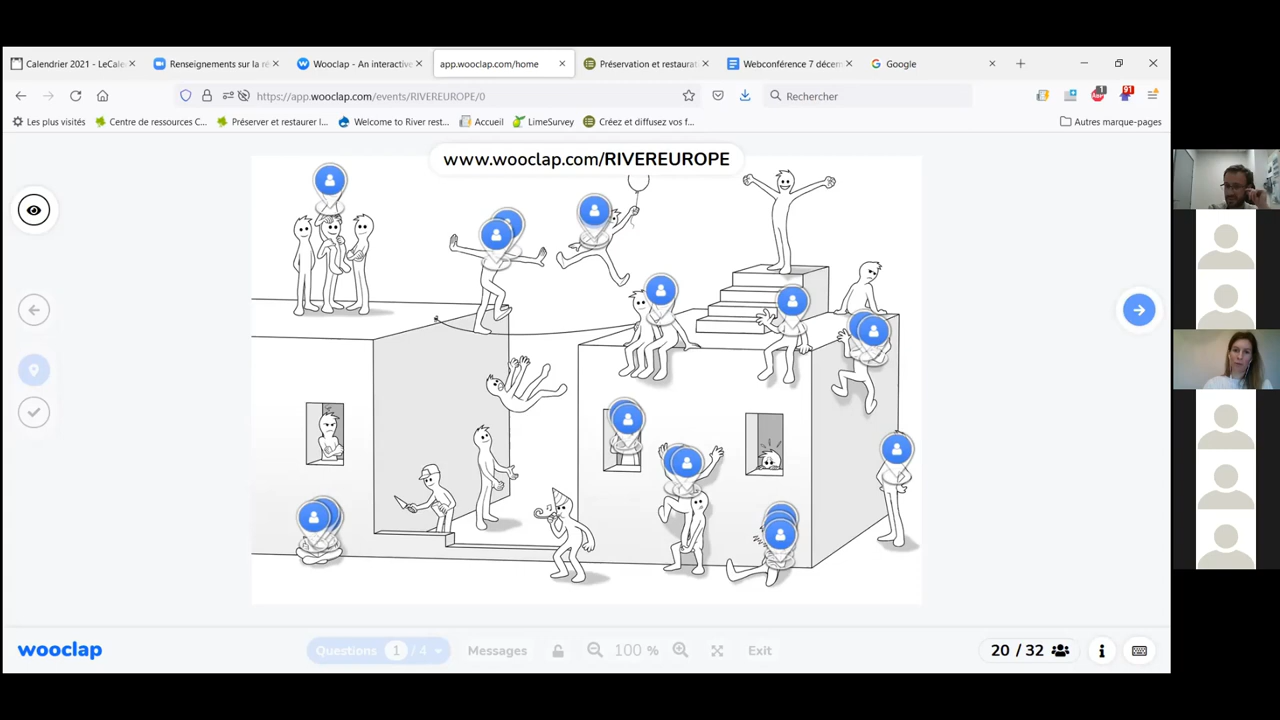 Calendrier 2021 - LeCale
Renseignements sur la ré
Wooclap - An interactive
app.wooclap.com/home
Préservation et restaurat
Webconférence 7 décem
Google
https://app.wooclap.com/events/RIVEREUROPE/0
Rechercher
1
91
Les plus visités
Centre de ressources C...
Préserver et restaurer l...
Welcome to River rest...
Accueil
LimeSurvey
Créez et diffusez vos f...
Autres marque-pages
www.wooclap.com/RIVEREUROPE
wooclap
Questions 1 / 4
Messages
100 %
Exit
20 / 32